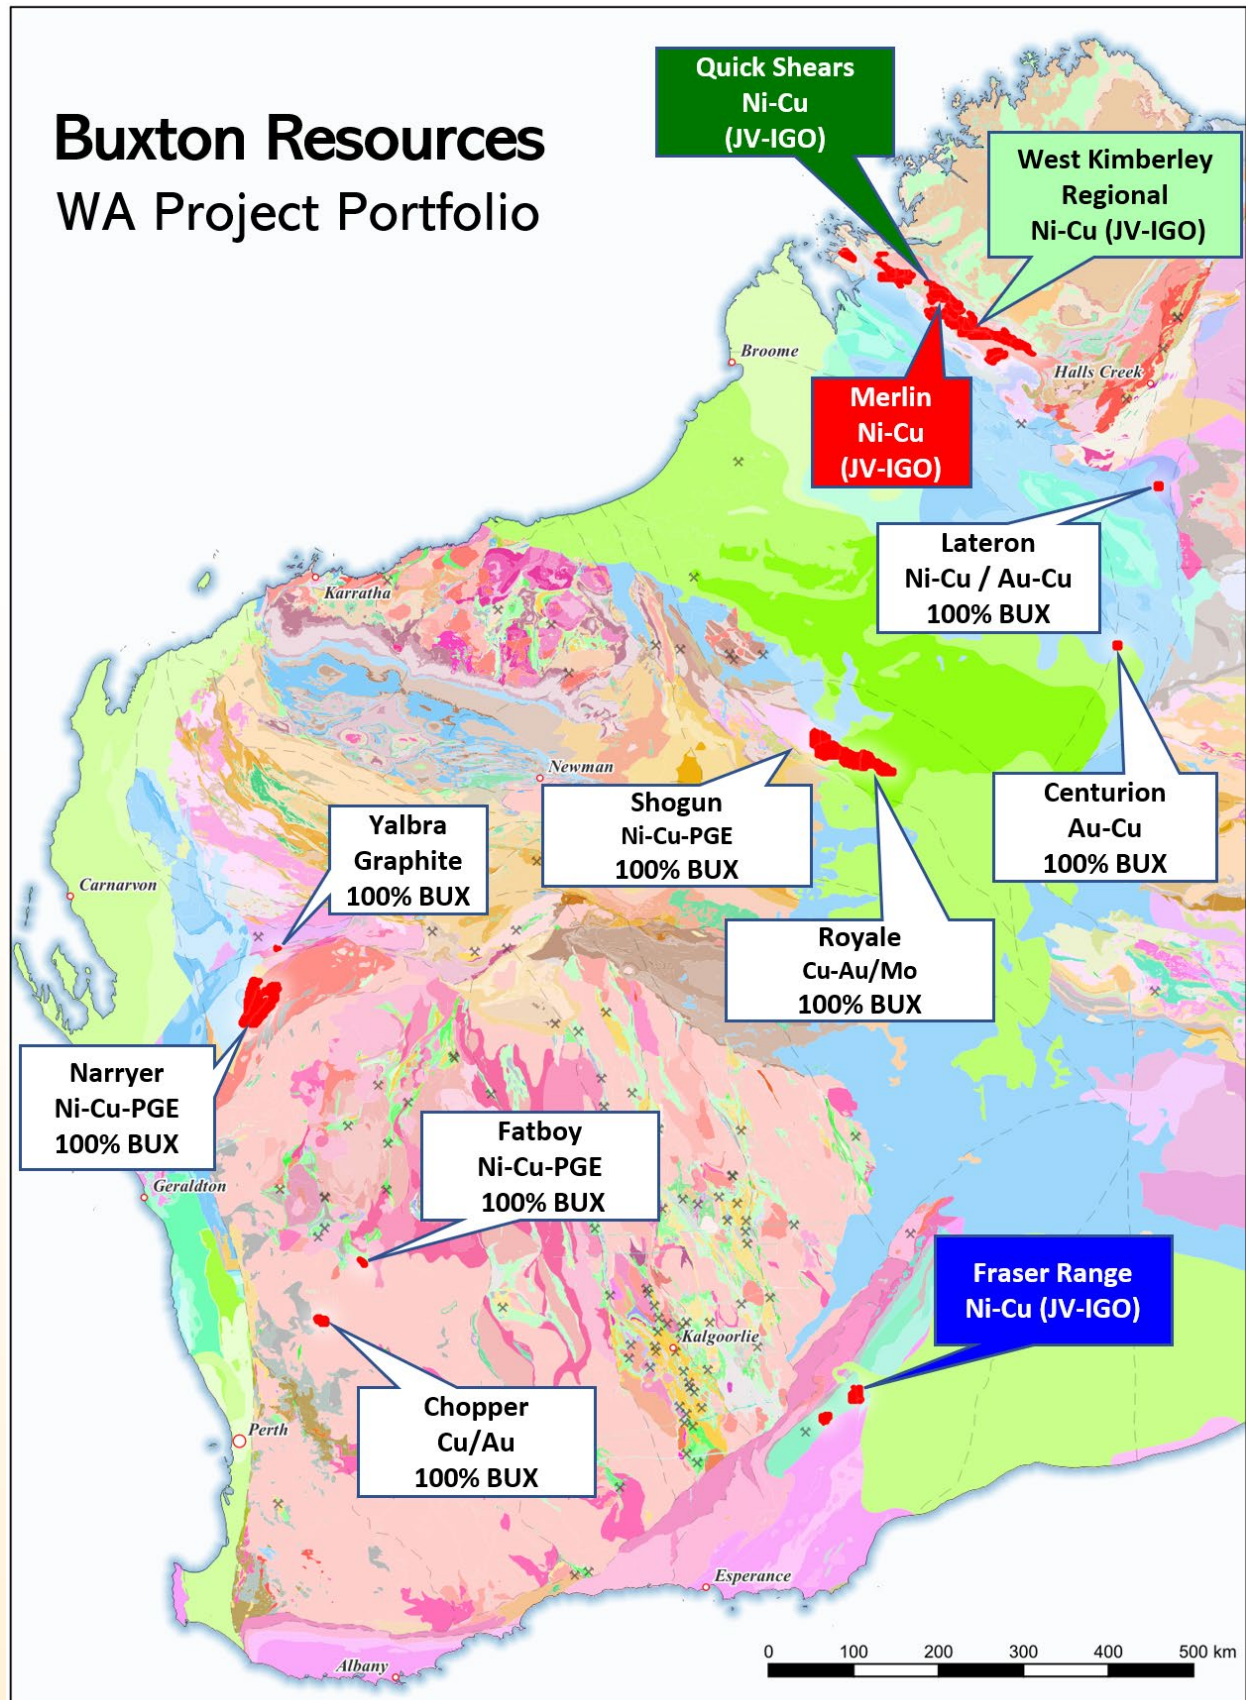 Buxton Resources
WA Project Portfolio
Quick Shears
Ni-Cu
(JV-IGO)
West Kimberley
Regional
Ni-Cu (JV-IGO)
Broome
Halls Creek
Merlin
Ni-Cu
(JV-IGO)
Lateron
Ni-Cu / Au-Cu
100% BUX
Karratha
Newman
Shogun
Ni-Cu-PGE
100% BUX
Centurion
Au-Cu
100% BUX
Yalbra
Graphite
100% BUX
Carnarvon
Royale
Cu-Au/Mo
100% BUX
Narryer
Ni-Cu-PGE
100% BUX
Geraldton
Fatboy
Ni-Cu-PGE
100% BUX
Fraser Range
Ni-Cu (JV-IGO)
Kalgoorlie
Chopper
Cu/Au
100% BUX
Perth
Esperance
Albany
0 100 200 300 400 500 km